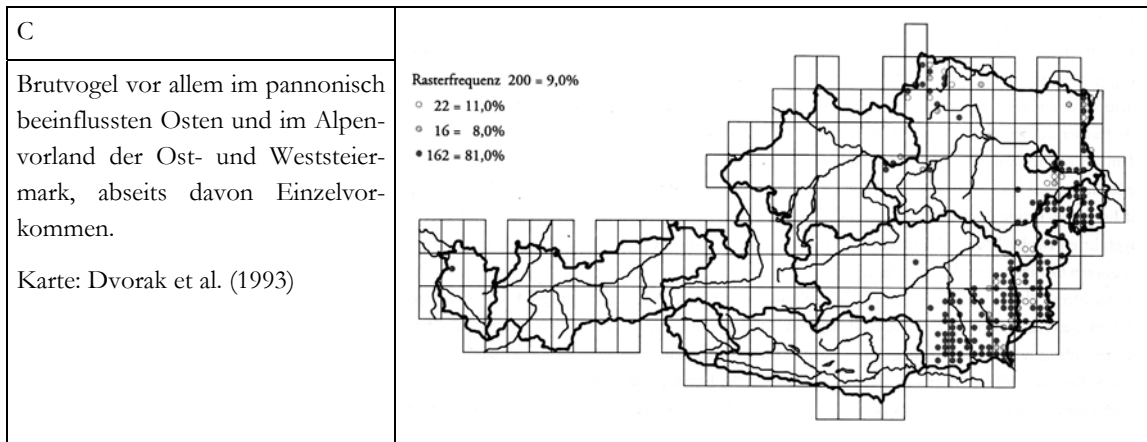 C
Brutvogel vor allem im pannonisch
beeinflussten Osten und im Alpen-
vorland der Ost- und Weststeier-
mark, abseits davon Einzelvor-
kommen.
Karte: Dvorak et al. (1993)
Rasterfrequenz 200 = 9,0%
22 = 11,0%
16 = 8,0%
162 = 81,0%